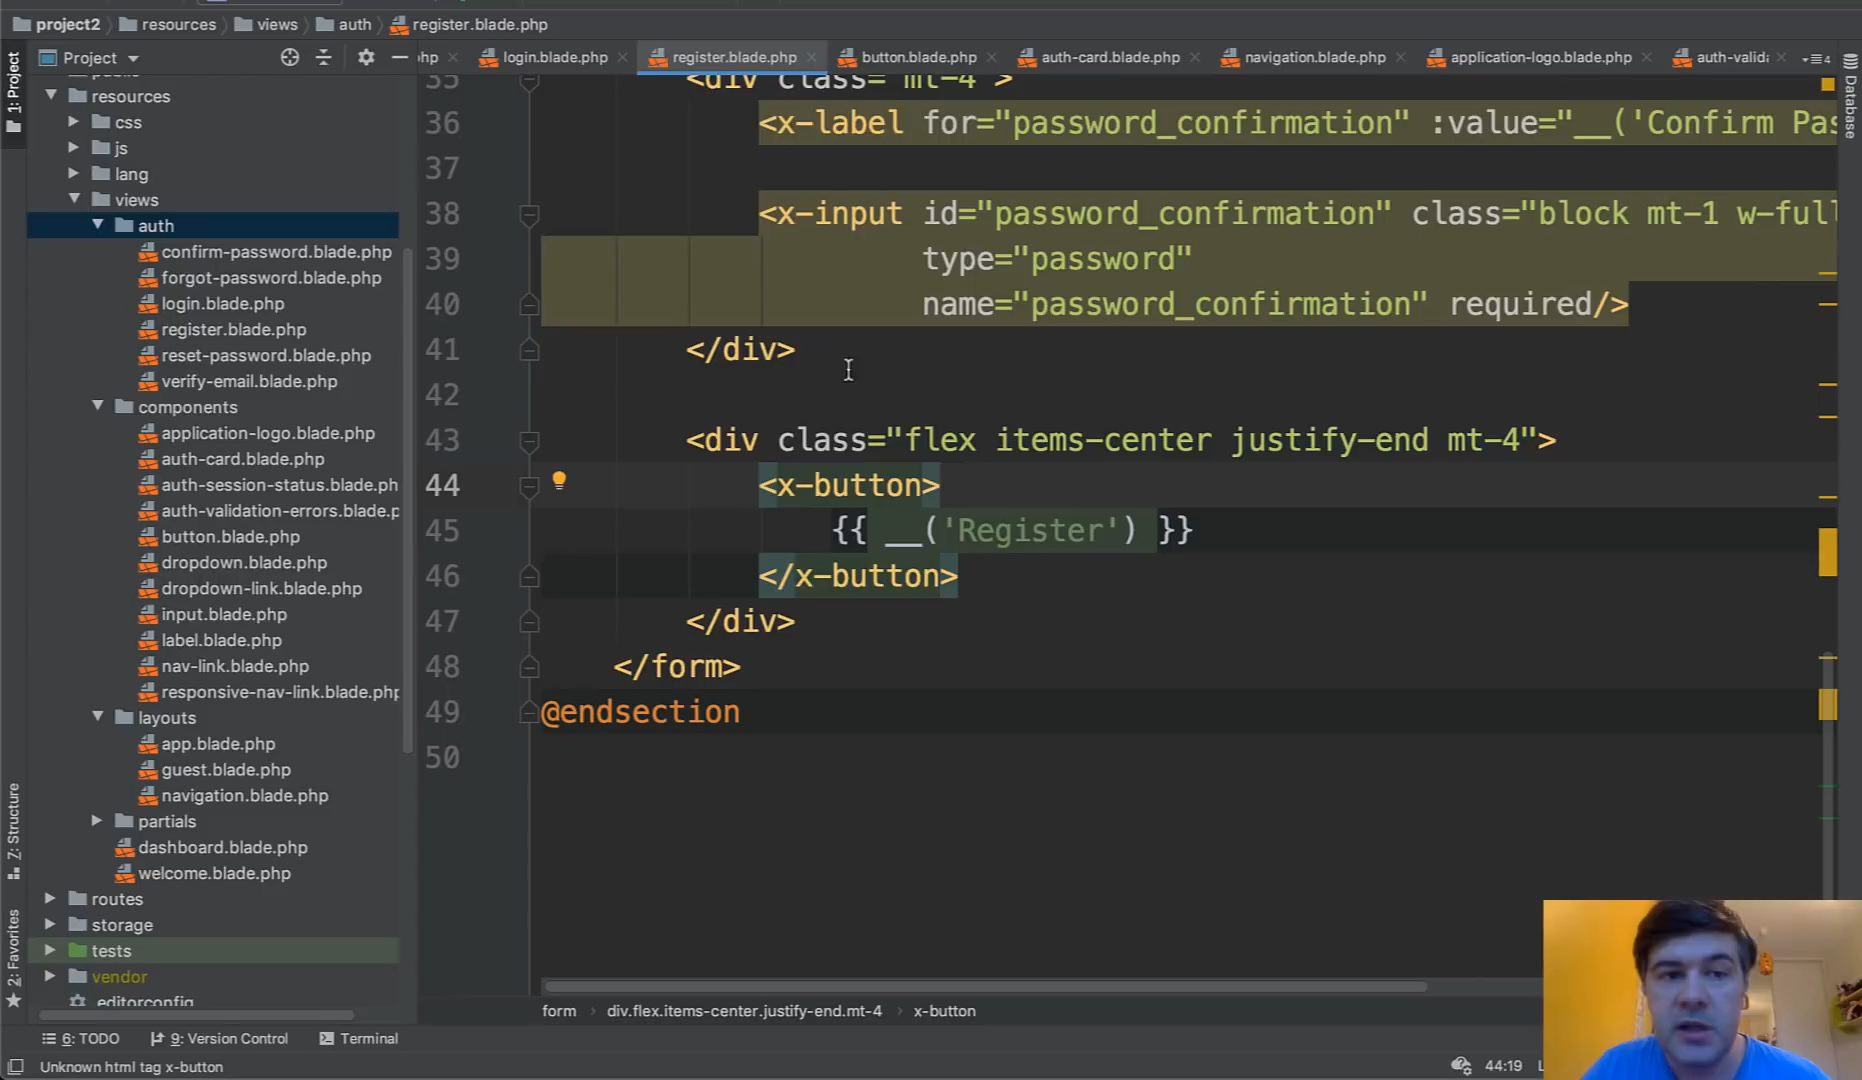 project2 resources views auth register.blade.php
Project
php login.blade.php register.blade.php button.blade.php auth-card.blade.php navigation.blade.php application-logo.blade.php auth-valida
4
1: Project
Z: Structure
2: Favorites
Database
public
resources
css
js
lang
views
auth
confirm-password.blade.php
forgot-password.blade.php
login.blade.php
register.blade.php
reset-password.blade.php
verify-email.blade.php
components
application-logo.blade.php
auth-card.blade.php
auth-session-status.blade.ph
auth-validation-errors.blade.p
button.blade.php
dropdown.blade.php
dropdown-link.blade.php
input.blade.php
label.blade.php
nav-link.blade.php
responsive-nav-link.blade.php
layouts
app.blade.php
guest.blade.php
navigation.blade.php
partials
dashboard.blade.php
welcome.blade.php
routes
storage
tests
vendor
.editorconfig
35 <div class="mt-4">
36 <x-label for="password_confirmation" :value="__('Confirm Pas
37
38 <x-input id="password_confirmation" class="block mt-1 w-full
39 type="password"
40 name="password_confirmation" required/>
41 </div>
42
43 <div class="flex items-center justify-end mt-4">
44 <x-button>
45 {{ __('Register') }}
46 </x-button>
47 </div>
48 </form>
49 @endsection
50
form div.flex.items-center.justify-end.mt-4 x-button
6: TODO 9: Version Control Terminal
Unknown html tag x-button
44:19